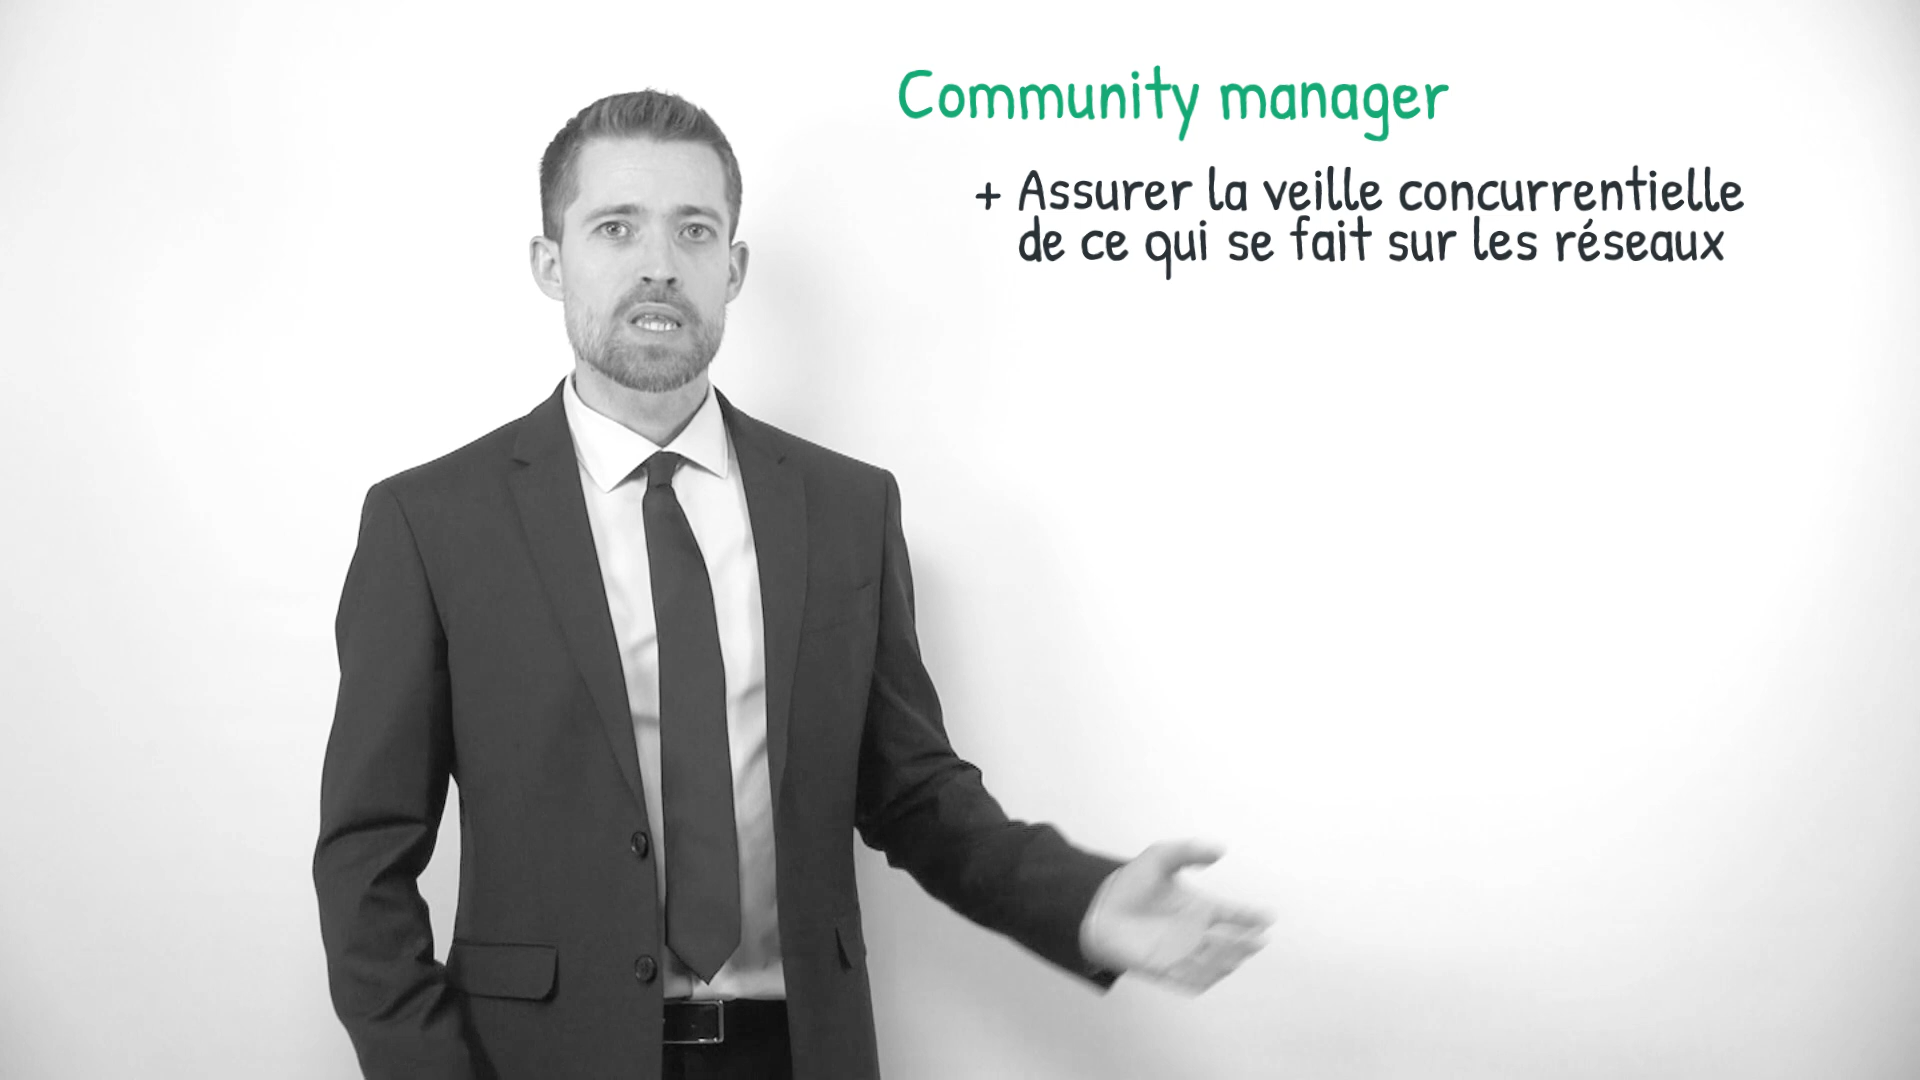 Community manager
+ Assurer la veille concurrentielle
de ce qui se fait sur les réseaux